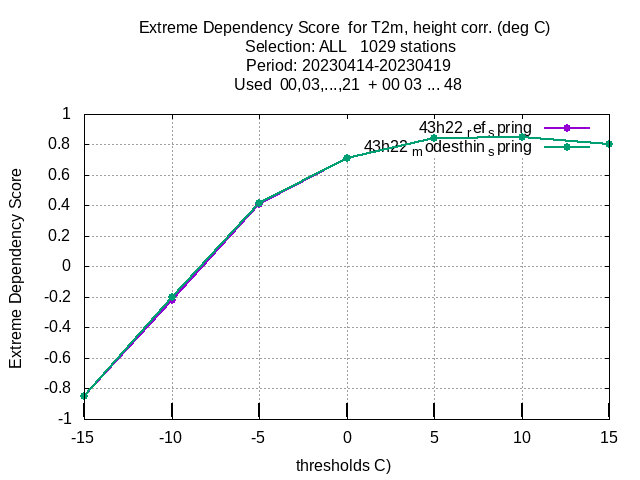 Extreme Dependency Score  for T2m, height corr. (deg C)
Selection: ALL   1029 stations
Period: 20230414-20230419
Used  00,03,...,21  + 00 03 ... 48
43h22 ref spring
43h22 modesthin spring
Extreme Dependency Score
1
0.8
0.6
0.4
0.2
0
-0.2
-0.4
-0.6
-0.8
-1
-15 -10 -5 0 5 10 15
thresholds C)